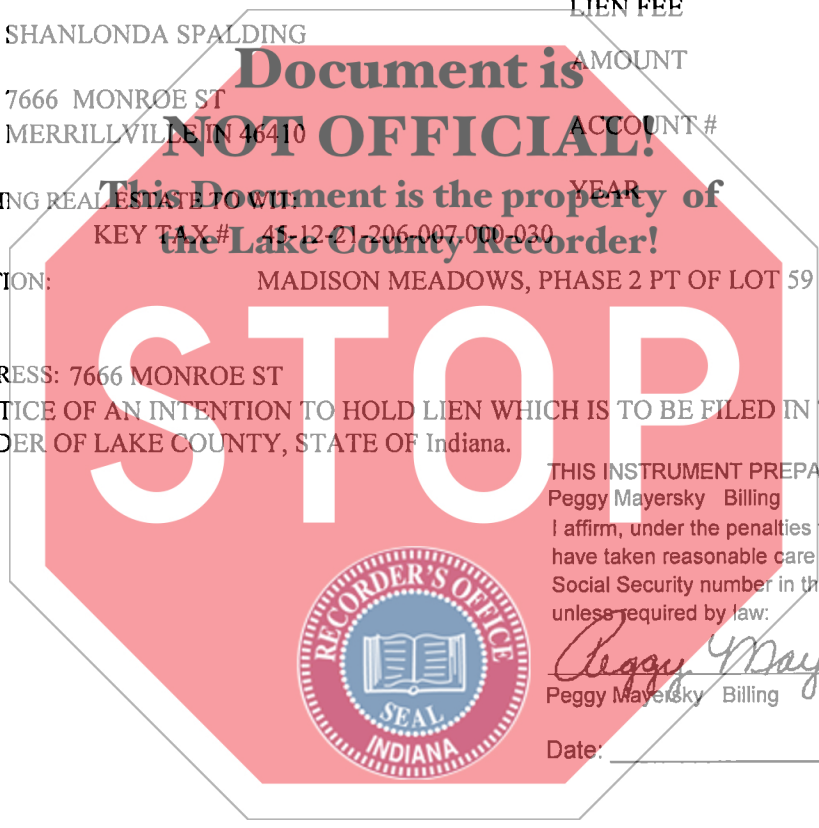 LIEN FEE
SHANLONDA SPALDING
Document is
AMOUNT
7666 MONROE ST
NOT OFFICIAL!
MERRILLVILLE IN 46410
ACCOUNT #
This Document is the property of
NG REAL ESTATE TO WIT:
YEAR
KEY TAX # 45-12-21-206-007.000-030
the Lake County Recorder!
ION: MADISON MEADOWS, PHASE 2 PT OF LOT 59
STOP
RESS: 7666 MONROE ST
TICE OF AN INTENTION TO HOLD LIEN WHICH IS TO BE FILED IN
DER OF LAKE COUNTY, STATE OF Indiana.
THIS INSTRUMENT PREPA
Peggy Mayersky Billing
I affirm, under the penalties
have taken reasonable care
Social Security number in th
unless required by law:
Peggy May
Peggy Mayersky Billing
Date:
RECORDER'S OFFICE
SEAL
INDIANA